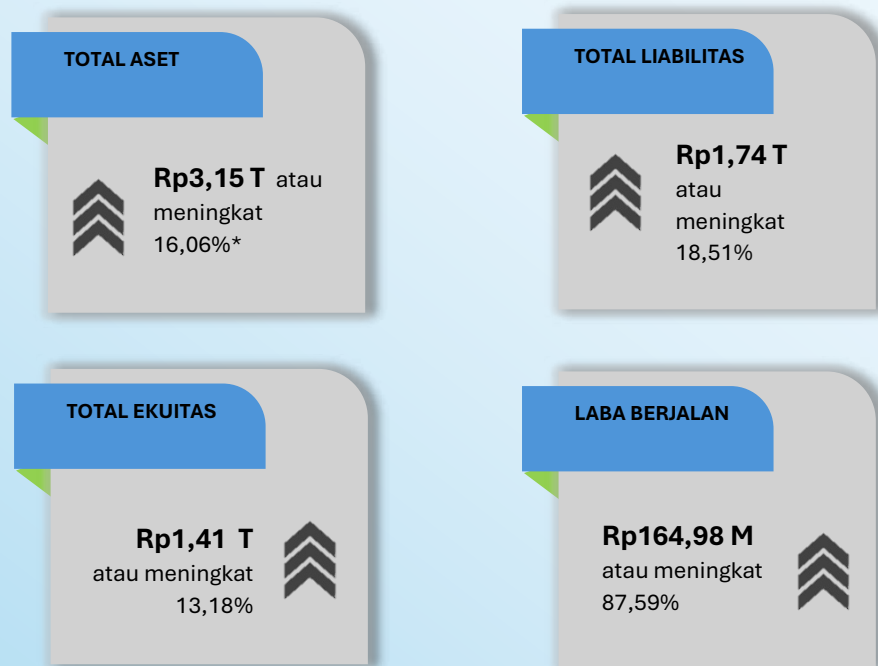 TOTAL ASET
Rp3,15 T atau
meningkat
16,06%*
TOTAL LIABILITAS
Rp1,74 T
atau
meningkat
18,51%
TOTAL EKUITAS
Rp1,41 T
atau meningkat
13,18%
LABA BERJALAN
Rp164,98 M
atau meningkat
87,59%